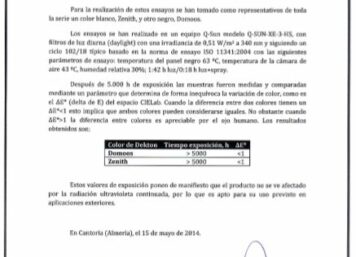 Para la realización de estos ensayos se han tomado como representativos de toda
la serie un color blanco, Zenith, y otro negro, Domoos.
Los ensayos se han realizado en un equipo Q-Sun modelo Q-SUN-XE-3-HS, con
filtros de luz diurna (daylight) con una irradiancia de 0,51 W/m² a 340 nm y siguiendo un
ciclo 102/18 típico basado en la norma de ensayo ISO 11341:2004 con las siguientes
parámetros de ensayo: temperatura del panel negro 63 ºC, temperatura de la cámara de
aire 43 ºC, humedad relativa 30%; 1:42 h luz/0:18 h luz+spray.
Después de 5.000 h de exposición las muestras fueron medidas y comparadas
mediante un parámetro que determina de forma inequívoca la variación de color, como es
el ΔE* (delta de E) del espacio CIELab. Cuando la diferencia entre dos colores tienen un
ΔE*<1 esto implica que ambos colores pueden considerarse iguales. No obstante cuando
ΔE*>1 la diferencia entre colores es apreciable por el ojo humano. Los resultados
obtenidos son:
Color de Dekton Tiempo exposición, h ΔE*
Domoos > 5000 <1
Zenith > 5000 <1
Estos valores de exposición ponen de manifiesto que el producto no se ve afectado
por la radiación ultravioleta continuada, por lo que es apto para su uso previsto en
aplicaciones exteriores.
En Cantoria (Almería), el 15 de mayo de 2014.